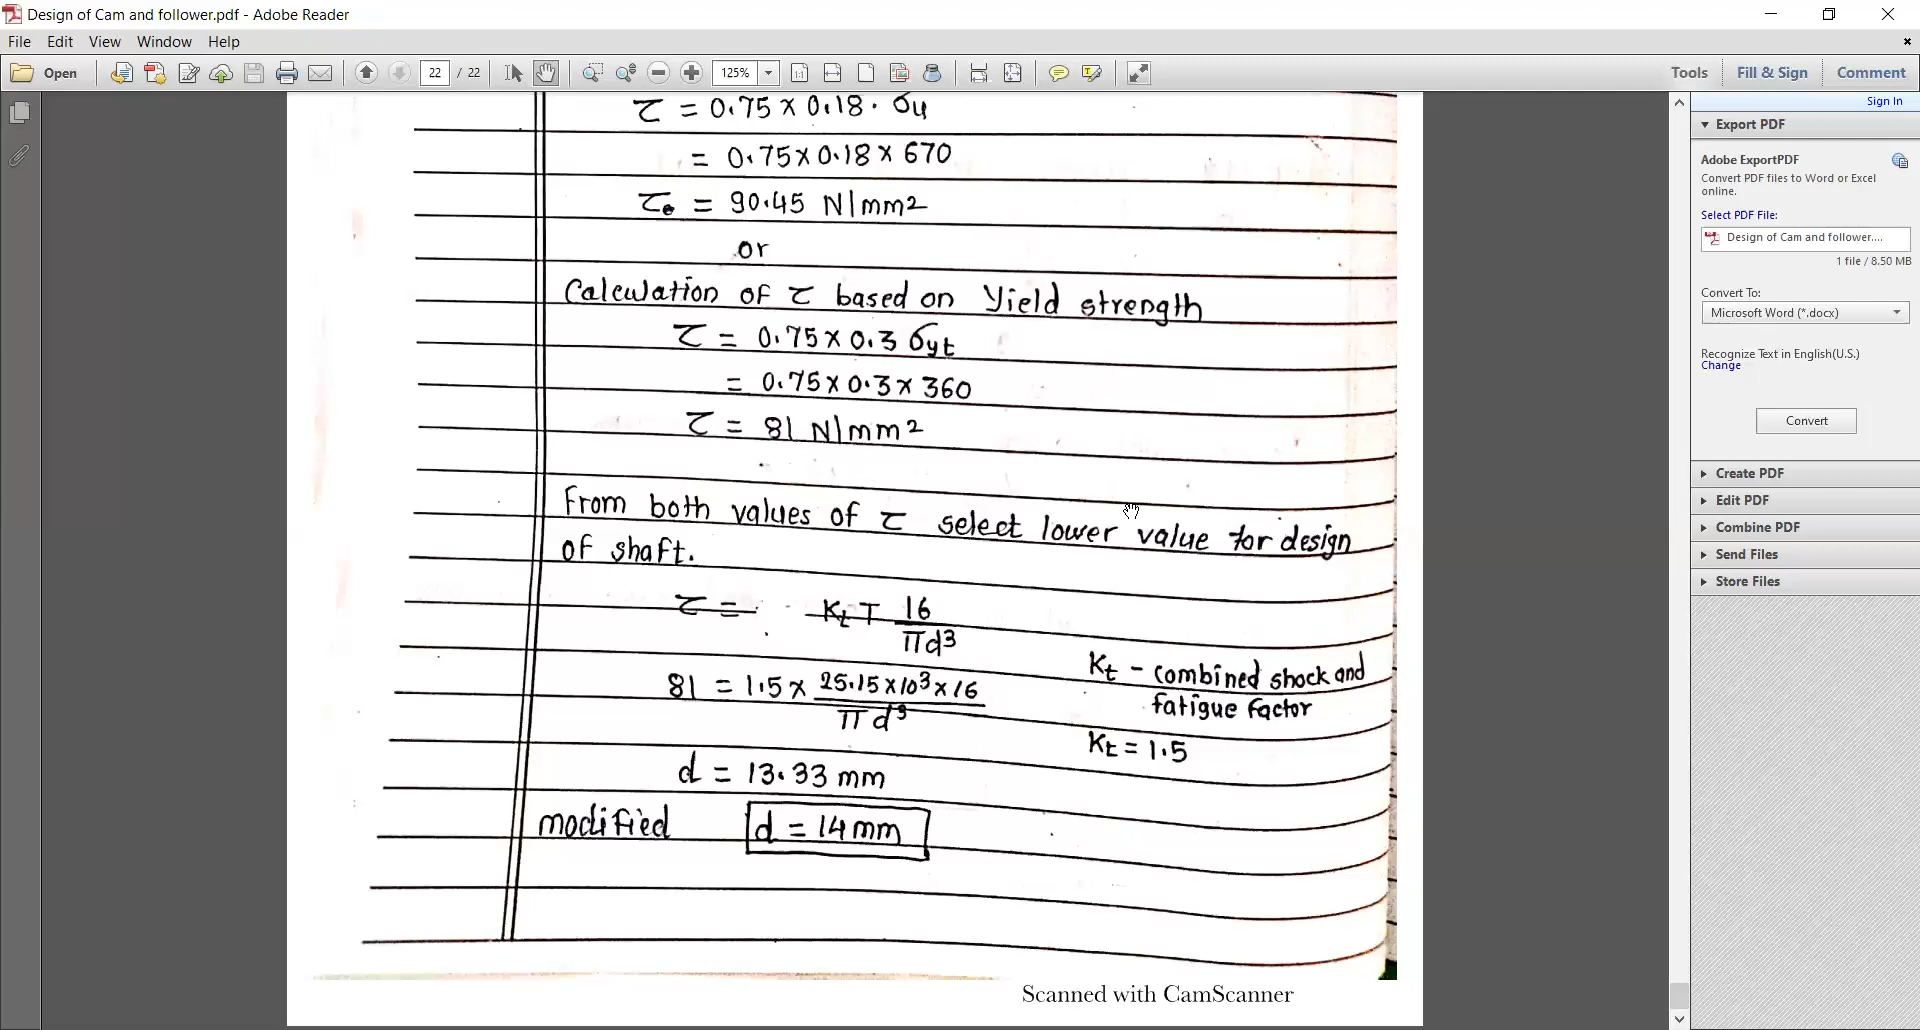 Design of Cam and follower.pdf - Adobe Reader
File Edit View Window Help
Open 22 / 22 125% Tools Fill & Sign Comment
Sign In
Export PDF
Adobe ExportPDF
Convert PDF files to Word or Excel
online.
Select PDF File:
Design of Cam and follower....
1 file / 8.50 MB
Convert To:
Microsoft Word (*.docx)
Recognize Text in English(U.S.)
Change
Convert
Create PDF
Edit PDF
Combine PDF
Send Files
Store Files
τ = 0.75 × 0.18 . σu
= 0.75 × 0.18 × 670
τ = 90.45 N/mm2
or
Calculation of τ based on Yield strength
τ = 0.75 × 0.3 σyt
= 0.75 × 0.3 × 360
τ = 81 N/mm2
From both values of τ select lower value for design
of shaft.
τ = Kt T 16
πd3
Kt - combined shock and
fatigue factor
81 = 1.5 × 25.15×103×16
πd3
Kt = 1.5
d = 13.33 mm
modified d = 14mm
Scanned with CamScanner